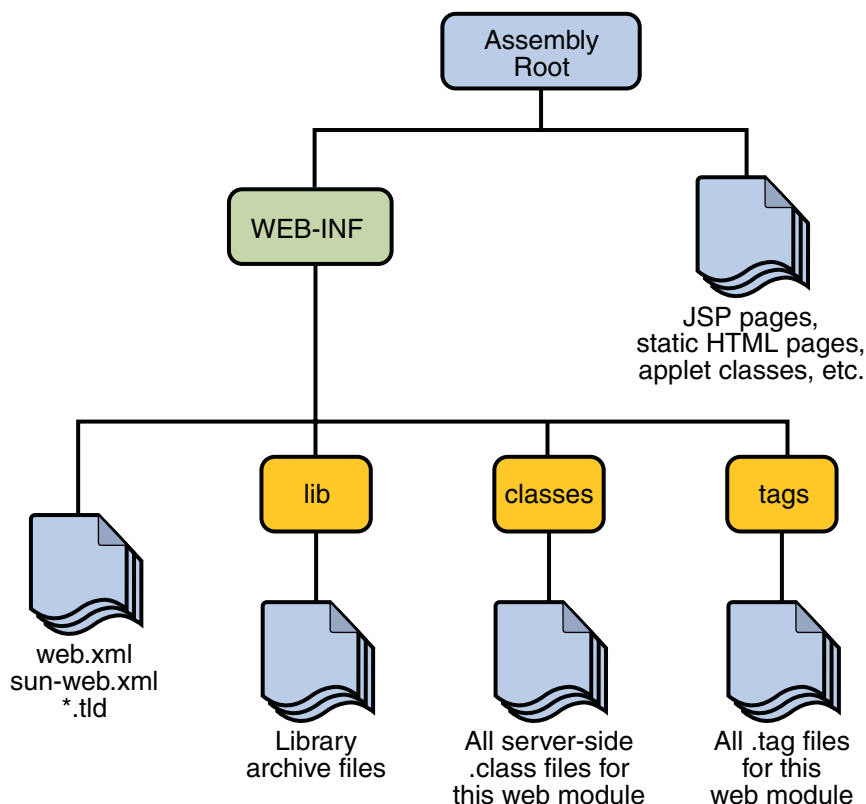 Assembly
Root
WEB-INF
JSP pages,
static HTML pages,
applet classes, etc.
lib
classes
tags
web.xml
sun-web.xml
*.tld
Library
archive files
All server-side
.class files for
this web module
All .tag files
for this
web module